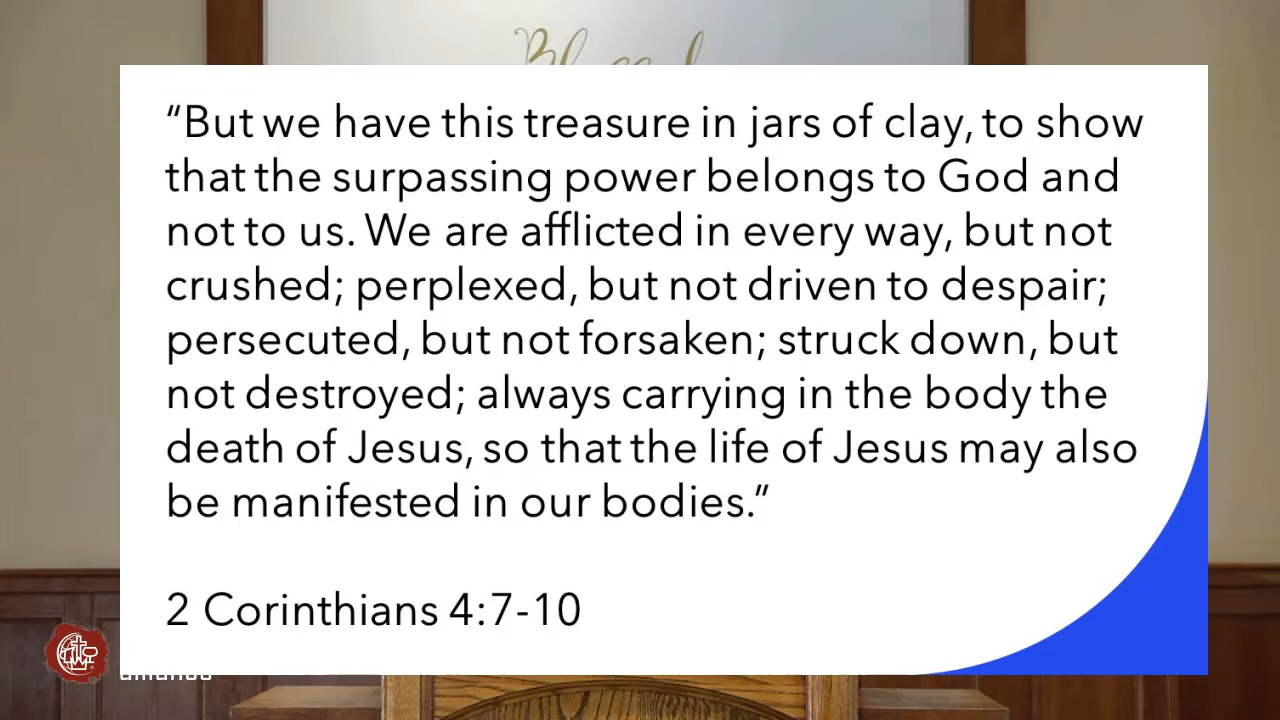 “But we have this treasure in jars of clay, to show
that the surpassing power belongs to God and
not to us. We are afflicted in every way, but not
crushed; perplexed, but not driven to despair;
persecuted, but not forsaken; struck down, but
not destroyed; always carrying in the body the
death of Jesus, so that the life of Jesus may also
be manifested in our bodies.”
2 Corinthians 4:7-10